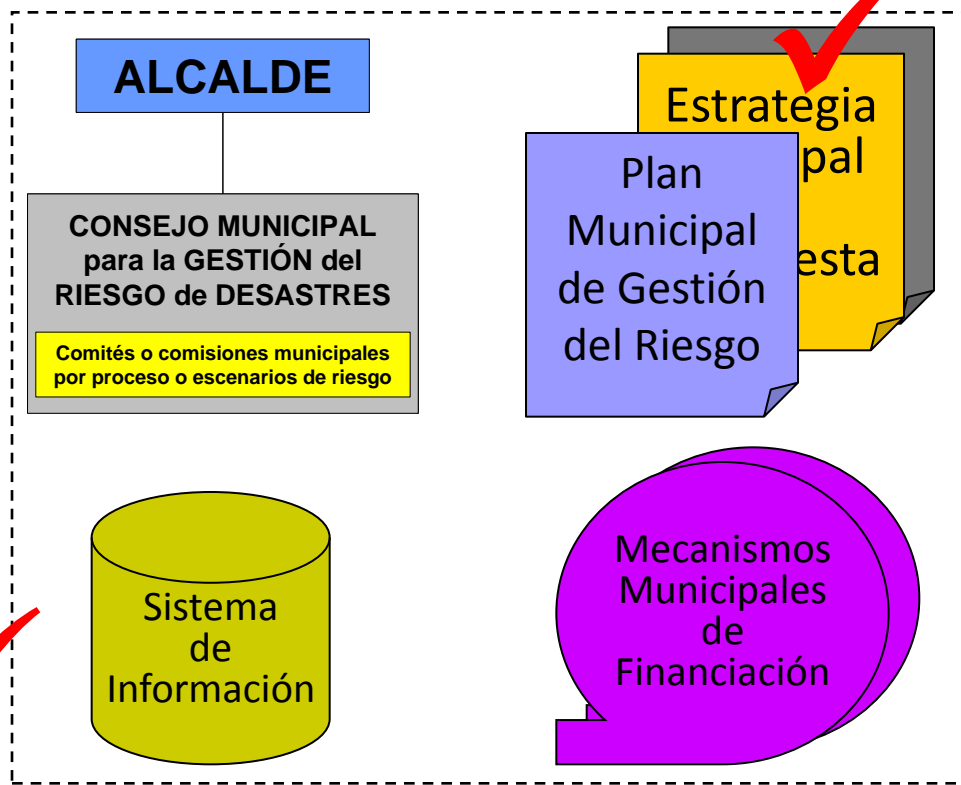 ALCALDE
CONSEJO MUNICIPAL
para la GESTIÓN del
RIESGO de DESASTRES
Comités o comisiones municipales
por proceso o escenarios de riesgo
Estrategia
pal
esta
Plan
Municipal
de Gestión
del Riesgo
Sistema
de
Información
Mecanismos
Municipales
de
Financiación